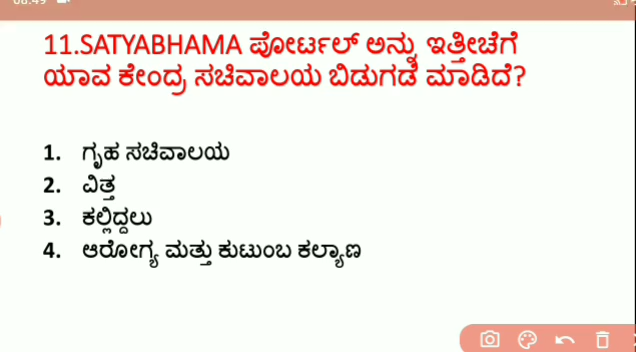 11.SATYABHAMA ಪೋರ್ಟಲ್ ಅನ್ನು ಇತ್ತೀಚೆಗೆ
ಯಾವ ಕೇಂದ್ರ ಸಚಿವಾಲಯ ಬಿಡುಗಡೆ ಮಾಡಿದೆ?
1. ಗೃಹ ಸಚಿವಾಲಯ
2. ವಿತ್ತ
3. ಕಲ್ಲಿದ್ದಲು
4. ಆರೋಗ್ಯ ಮತ್ತು ಕುಟುಂಬ ಕಲ್ಯಾಣ